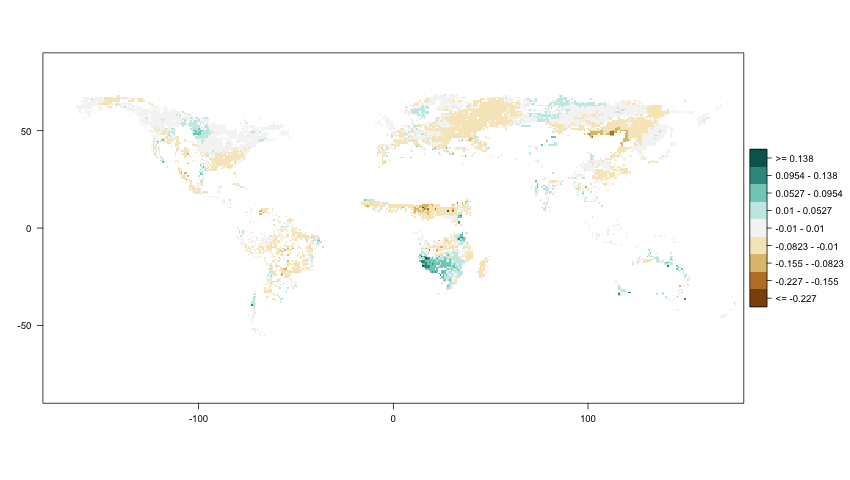 50
0
-50
-100
0
100
>= 0.138
0.0954 - 0.138
0.0527 - 0.0954
0.01 - 0.0527
-0.01 - 0.01
-0.0823 - -0.01
-0.155 - -0.0823
-0.227 - -0.155
<= -0.227